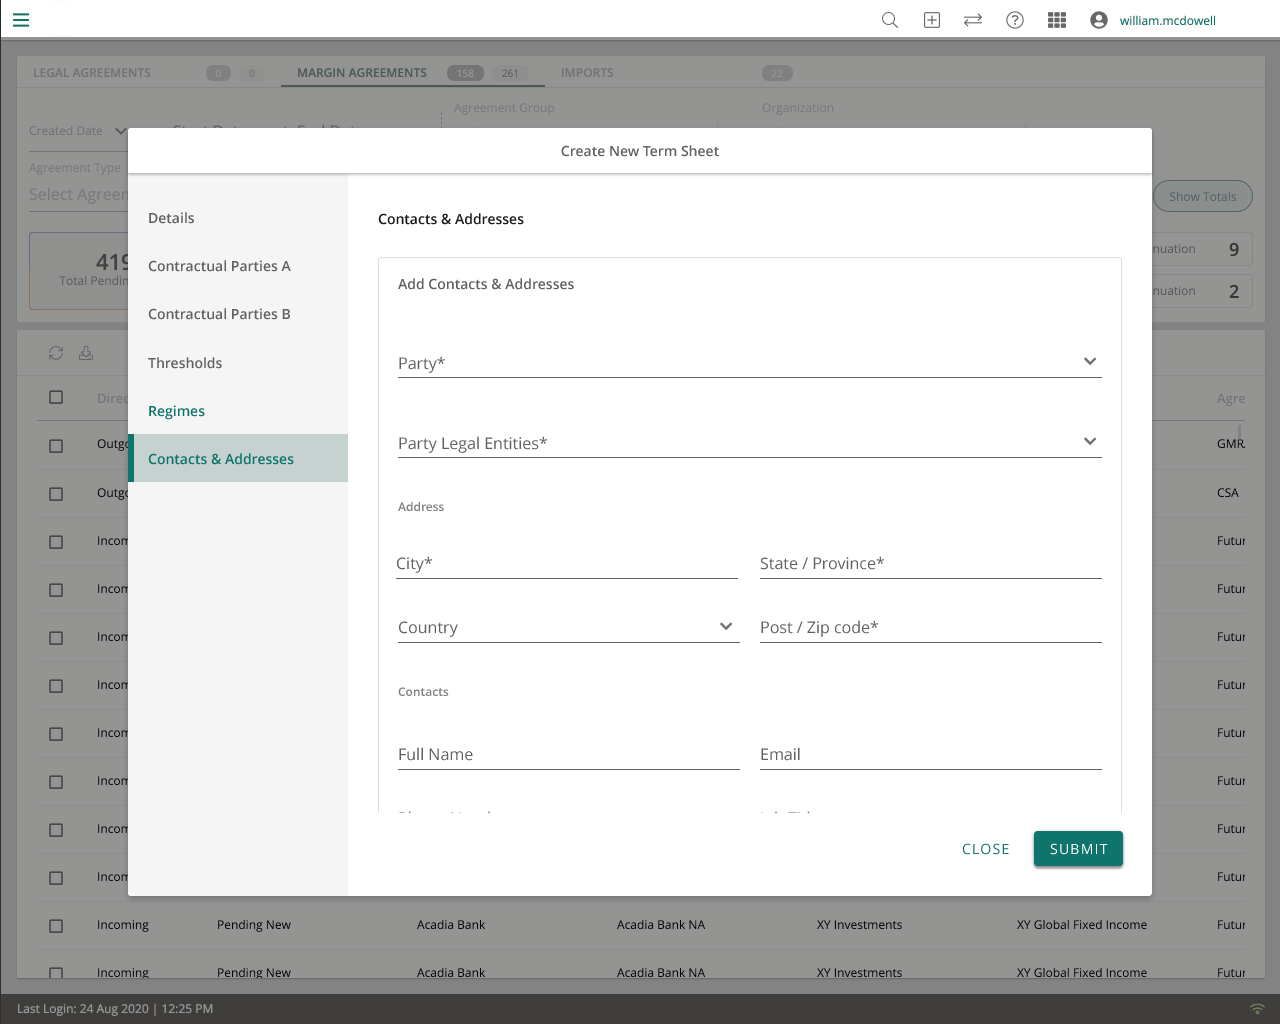 william.mcdowell
LEGAL AGREEMENTS 0 0 MARGIN AGREEMENTS 158 261 IMPORTS 22
Agreement Group Organization
Created Date
Agreement Type
Select Agreem
Show Totals
419
Total Pendin
nuation 9
nuation 2
Create New Term Sheet
Details
Contractual Parties A
Contractual Parties B
Thresholds
Regimes
Contacts & Addresses
Contacts & Addresses
Add Contacts & Addresses
Party*
Party Legal Entities*
Address
City* State / Province*
Country Post / Zip code*
Contacts
Full Name Email
CLOSE SUBMIT
Direc Agre
Outgo GMR
Outgo CSA
Incom Futur
Incom Futur
Incom Futur
Incom Futur
Incom Futur
Incom Futur
Incom Futur
Incom Futur
Incoming Pending New Acadia Bank Acadia Bank NA XY Investments XY Global Fixed Income Futur
Incoming Pending New Acadia Bank Acadia Bank NA XY Investments XY Global Fixed Income Futur
Last Login: 24 Aug 2020 | 12:25 PM